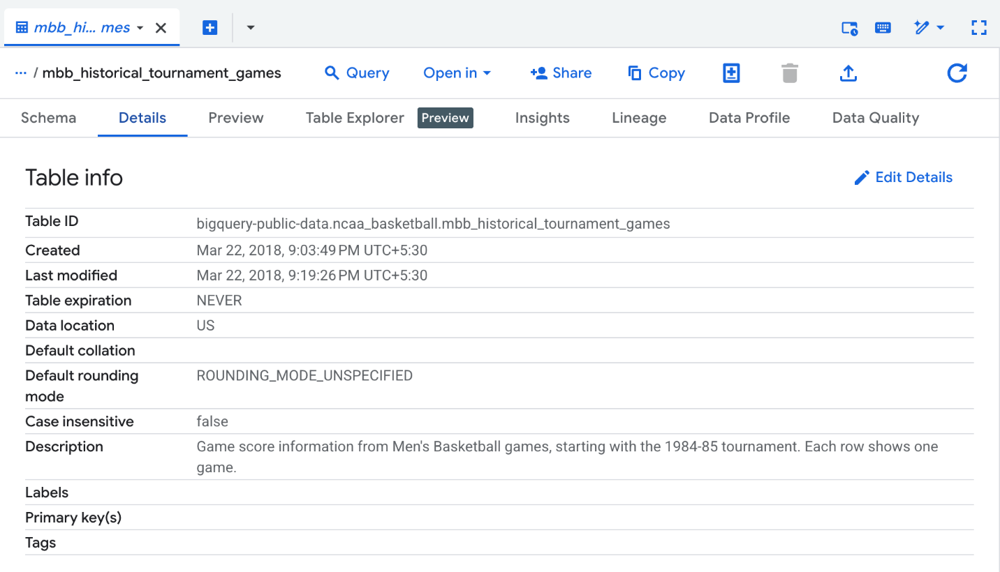 mbb_hi... mes
... / mbb_historical_tournament_games Query Open in Share Copy
Schema Details Preview Table Explorer Preview Insights Lineage Data Profile Data Quality
Table info Edit Details
Table ID bigquery-public-data.ncaa_basketball.mbb_historical_tournament_games
Created Mar 22, 2018, 9:03:49 PM UTC+5:30
Last modified Mar 22, 2018, 9:19:26 PM UTC+5:30
Table expiration NEVER
Data location US
Default collation
Default rounding ROUNDING_MODE_UNSPECIFIED
mode
Case insensitive false
Description Game score information from Men's Basketball games, starting with the 1984-85 tournament. Each row shows one
game.
Labels
Primary key(s)
Tags